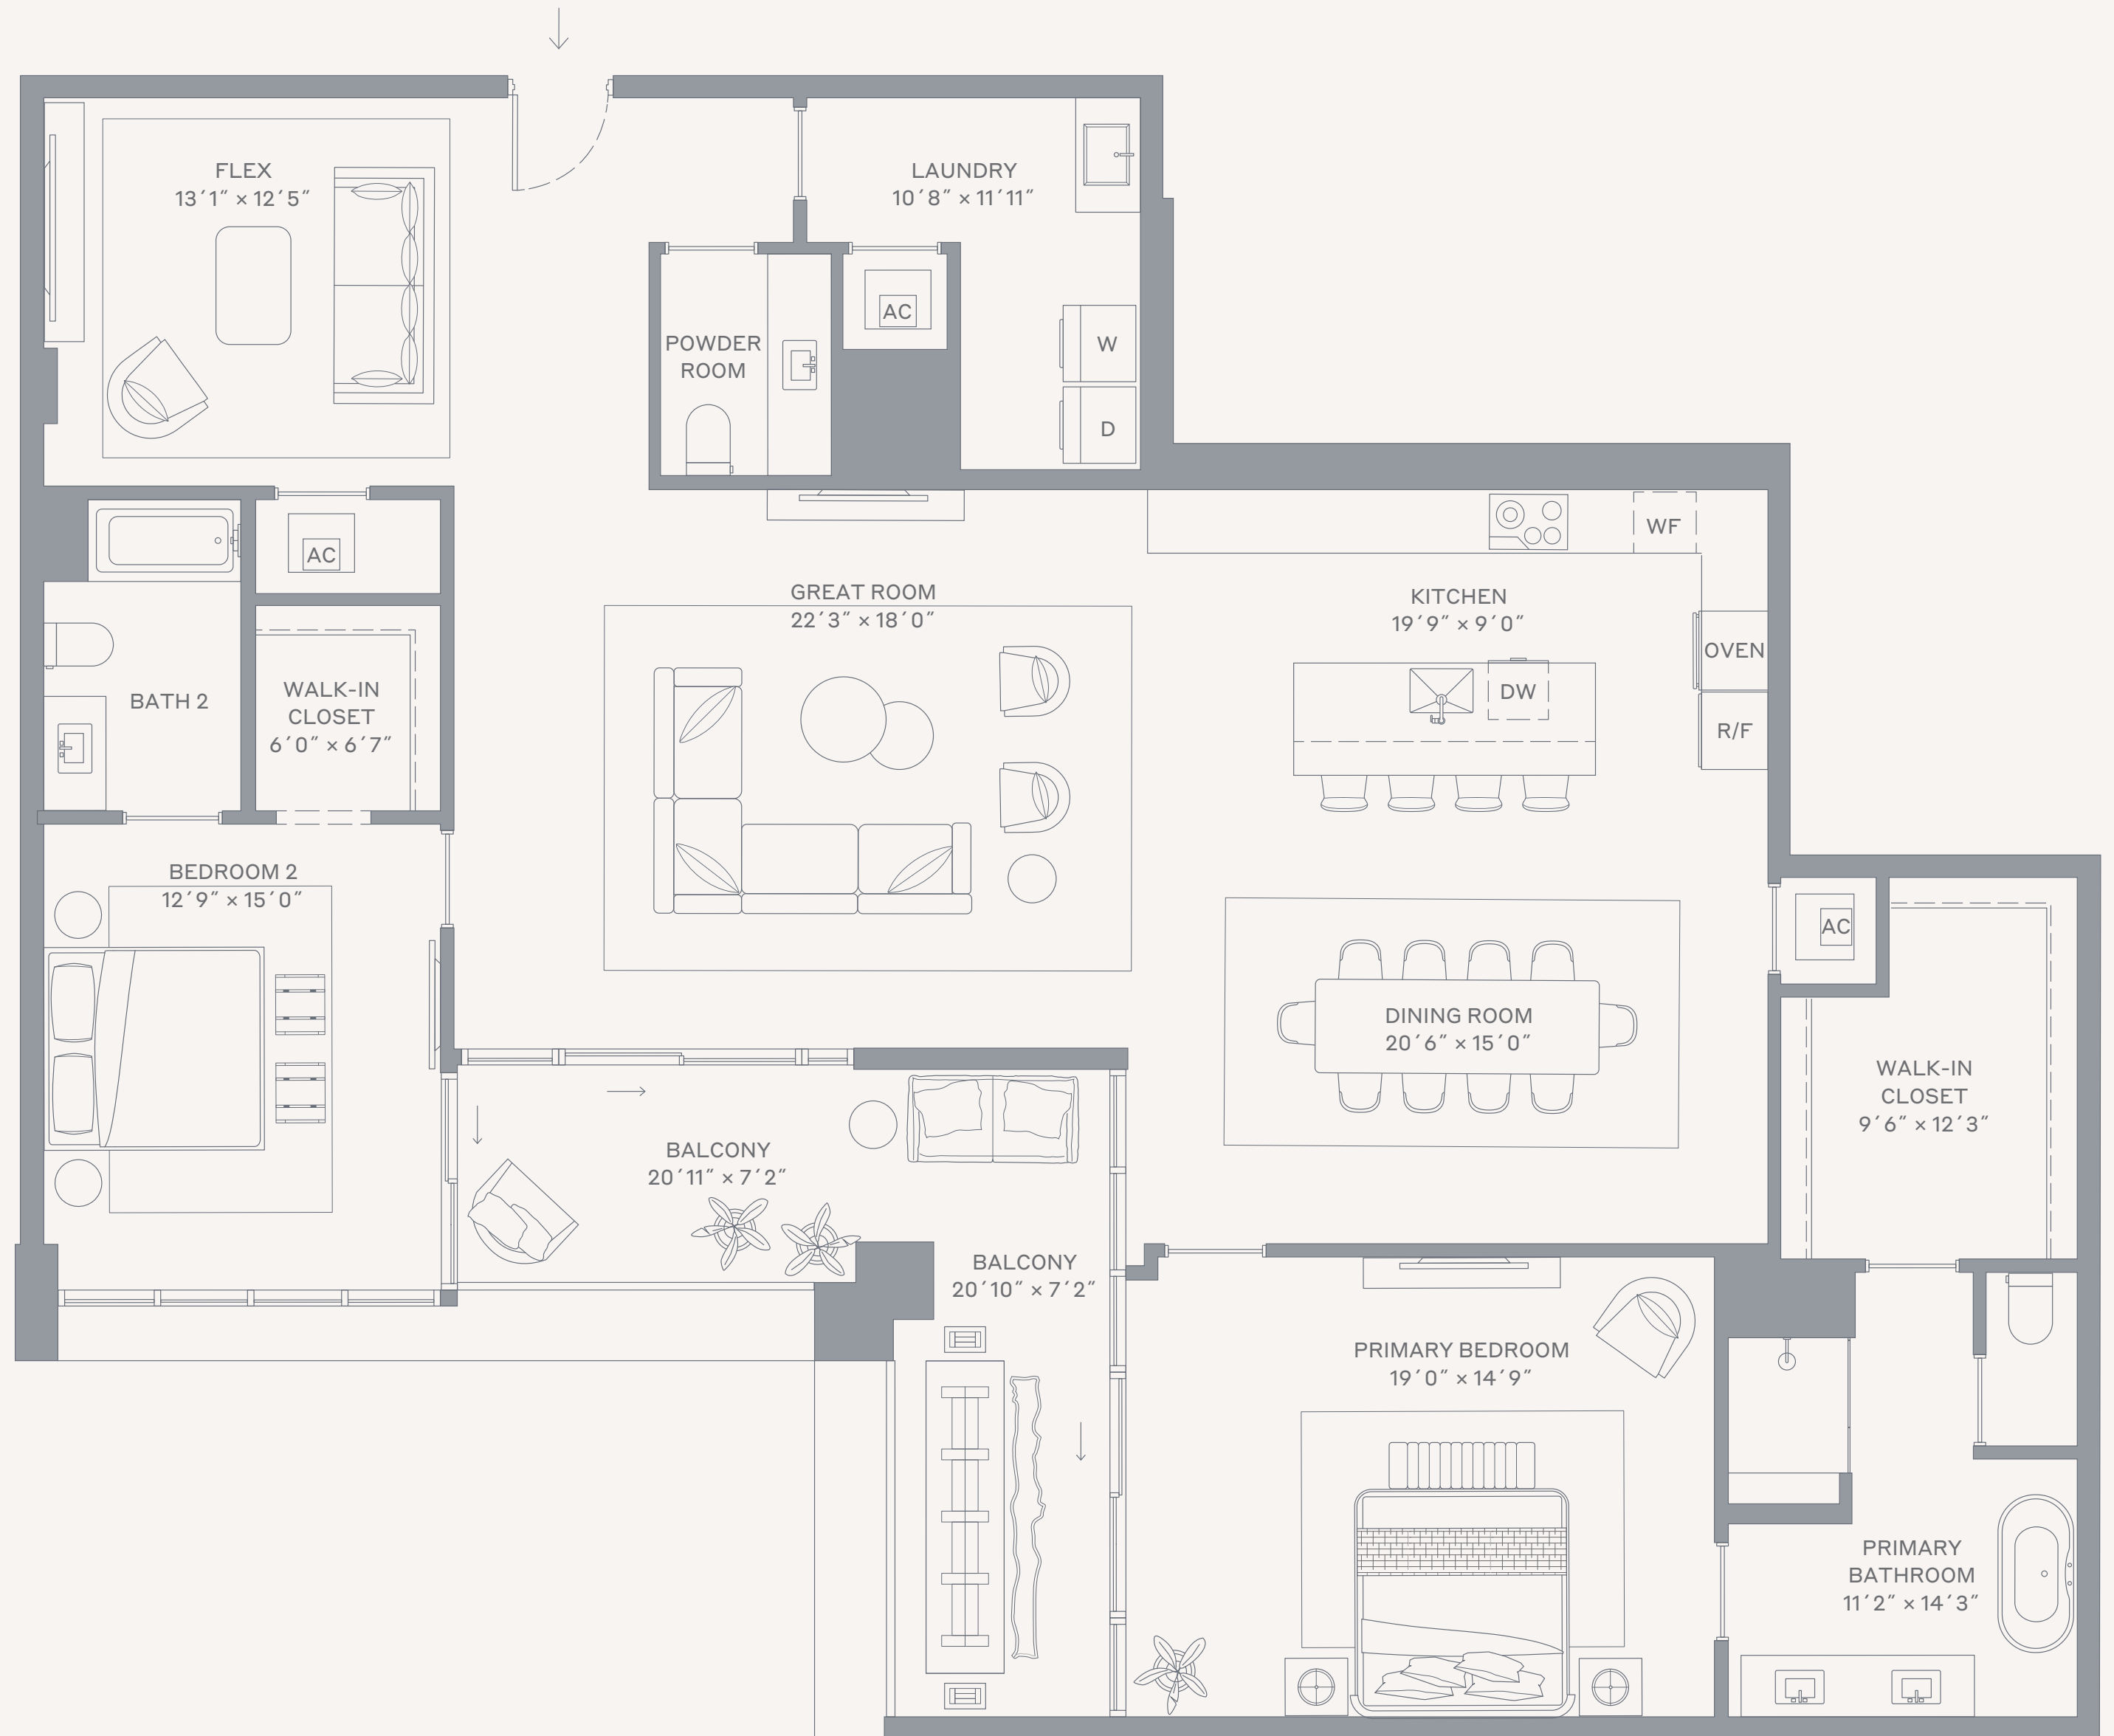 FLEX
13´1˝ × 12´5˝
LAUNDRY
10´8˝ × 11´11˝
AC
POWDER
ROOM
W
D
AC
WF
GREAT ROOM
22´3˝ × 18´0˝
KITCHEN
19´9˝ × 9´0˝
OVEN
DW
R/F
BATH 2
WALK-IN
CLOSET
6´0˝ × 6´7˝
BEDROOM 2
12´9˝ × 15´0˝
AC
DINING ROOM
20´6˝ × 15´0˝
WALK-IN
CLOSET
9´6˝ × 12´3˝
BALCONY
20´11˝ × 7´2˝
BALCONY
20´10˝ × 7´2˝
PRIMARY BEDROOM
19´0˝ × 14´9˝
PRIMARY
BATHROOM
11´2˝ × 14´3˝